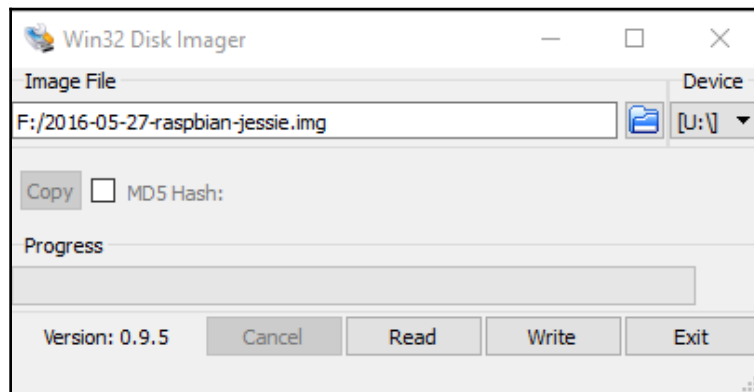 Win32 Disk Imager
Image File Device
F:/2016-05-27-raspbian-jessie.img [U:\]
Copy MD5 Hash:
Progress
Version: 0.9.5 Cancel Read Write Exit